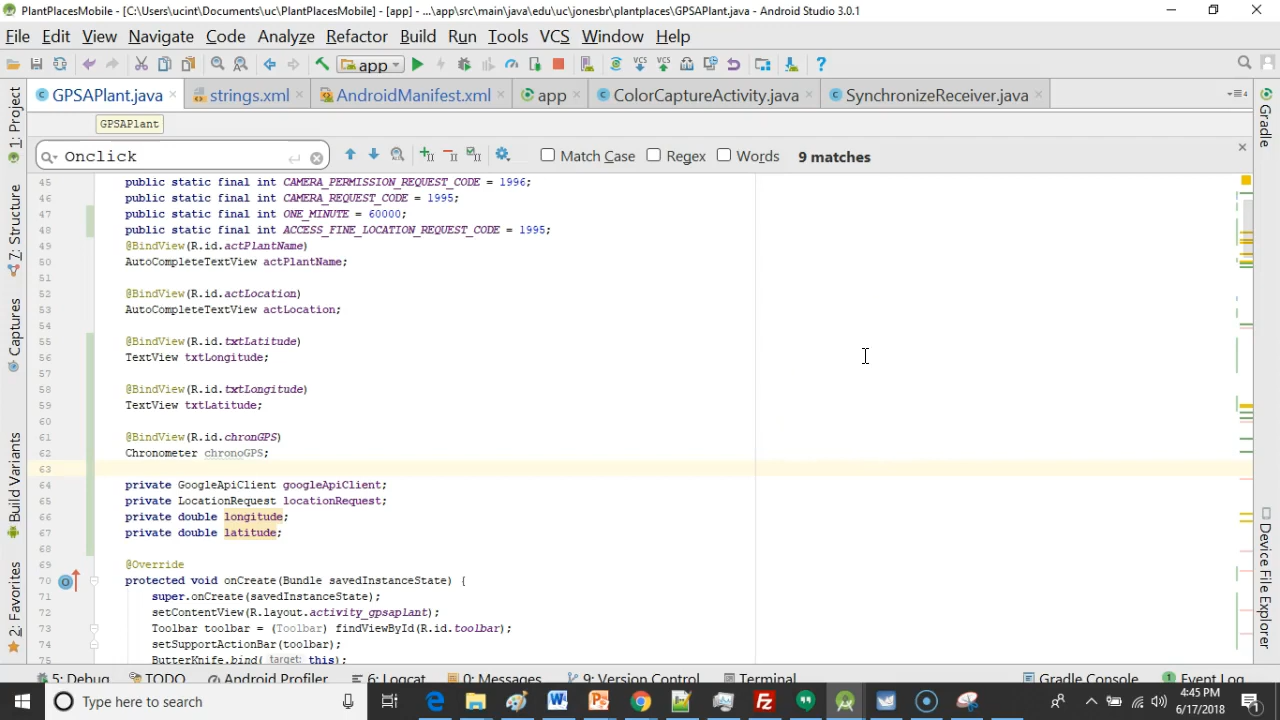 PlantPlacesMobile - [C:\Users\ucint\Documents\uc\PlantPlacesMobile] - [app] - ...\app\src\main\java\edu\uc\jonesbr\plantplaces\GPSAPlant.java - Android Studio 3.0.1
File Edit View Navigate Code Analyze Refactor Build Run Tools VCS Window Help
app
GPSAPlant.java strings.xml AndroidManifest.xml app ColorCaptureActivity.java SynchronizeReceiver.java
GPSAPlant
Onclick Match Case Regex Words 9 matches
45 public static final int CAMERA_PERMISSION_REQUEST_CODE = 1996;
46 public static final int CAMERA_REQUEST_CODE = 1995;
47 public static final int ONE_MINUTE = 60000;
48 public static final int ACCESS_FINE_LOCATION_REQUEST_CODE = 1995;
49 @BindView(R.id.actPlantName)
50 AutoCompleteTextView actPlantName;
51
52 @BindView(R.id.actLocation)
53 AutoCompleteTextView actLocation;
54
55 @BindView(R.id.txtLatitude)
56 TextView txtLongitude;
57
58 @BindView(R.id.txtLongitude)
59 TextView txtLatitude;
60
61 @BindView(R.id.chronGPS)
62 Chronometer chronoGPS;
63
64 private GoogleApiClient googleApiClient;
65 private LocationRequest locationRequest;
66 private double longitude;
67 private double latitude;
68
69 @Override
70 protected void onCreate(Bundle savedInstanceState) {
71 super.onCreate(savedInstanceState);
72 setContentView(R.layout.activity_gpsaplant);
73 Toolbar toolbar = (Toolbar) findViewById(R.id.toolbar);
74 setSupportActionBar(toolbar);
75 ButterKnife.bind( target: this);
1: Project
7: Structure
Captures
Build Variants
2: Favorites
Gradle
Device File Explorer
5: Debug TODO Android Profiler 6: Logcat 0: Messages 9: Version Control Terminal Gradle Console Event Log
Type here to search
4:45 PM
6/17/2018